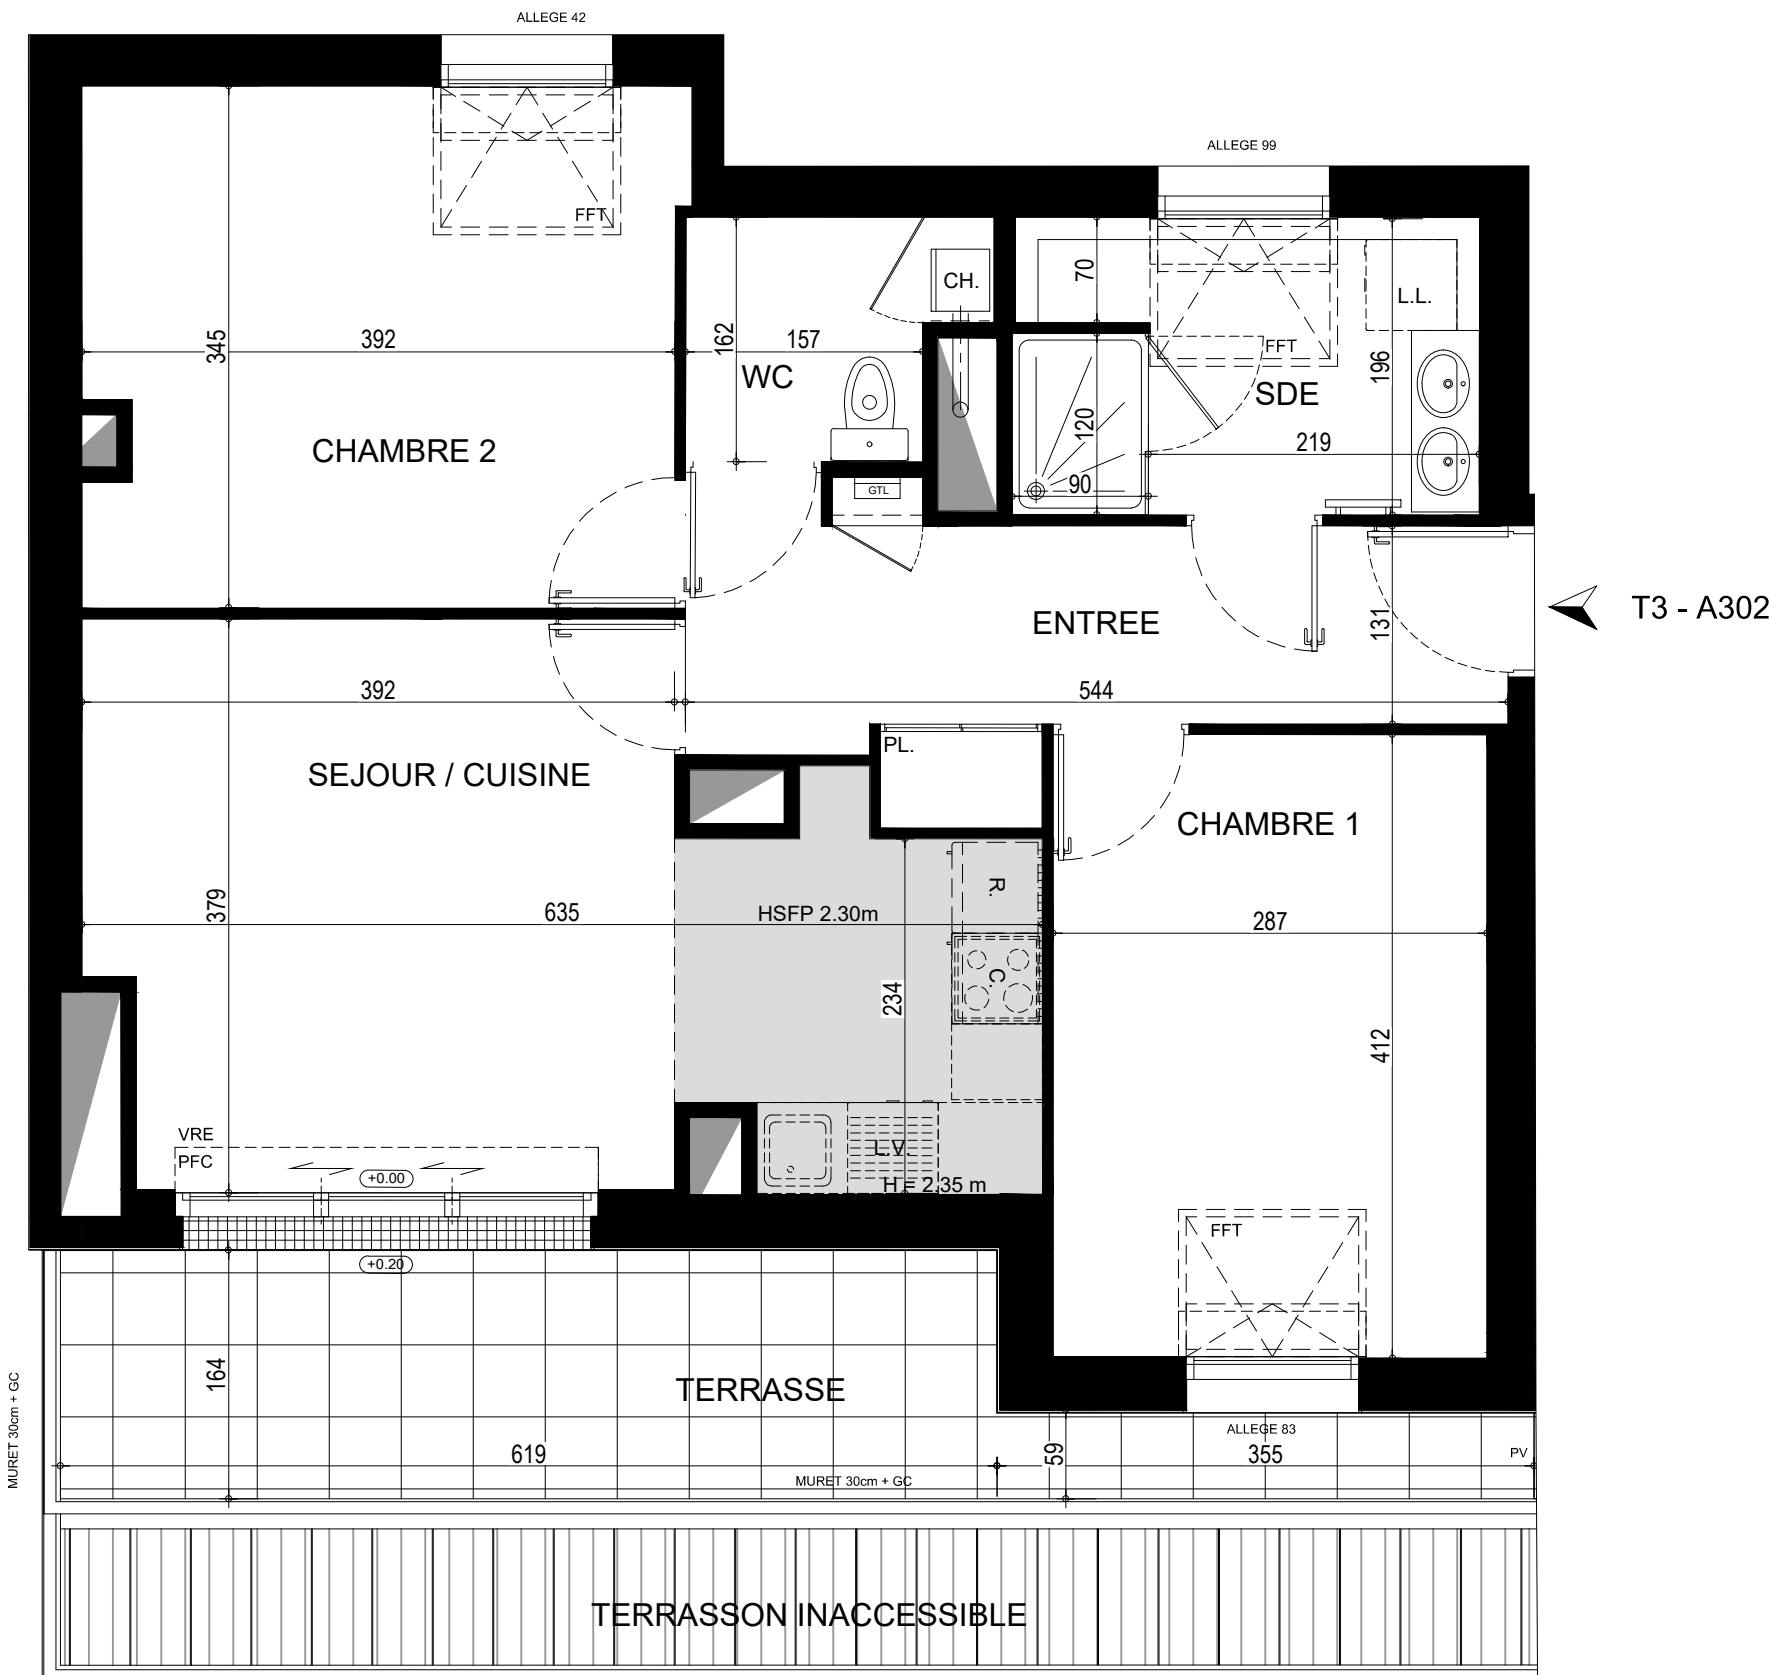 ALLEGE 42
ALLEGE 99
FFT
CH.
70
L.L.
345
392
162
157
WC
FFT
196
SDE
CHAMBRE 2
120
219
90
GTL
ENTREE
131
T3 - A302
392
544
PL.
SEJOUR / CUISINE
CHAMBRE 1
R.
379
635
HSFP 2.30m
287
C.
234
412
VRE
PFC
+0.00
L.V.
H = 2.35 m
FFT
+0.20
164
TERRASSE
MURET 30cm + GC
ALLEGE 83
619
59
355
PV
MURET 30cm + GC
TERRASSON INACCESSIBLE